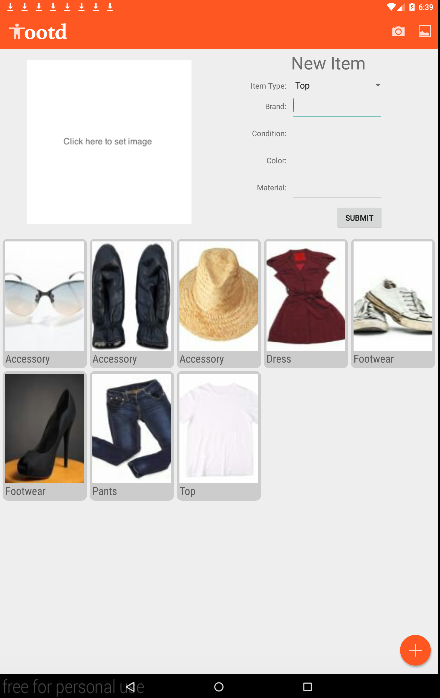 6:39
Tootd
New Item
Click here to set image
Item Type: Top
Brand:
Condition:
Color:
Material:
SUBMIT
Accessory Accessory Accessory Dress Footwear
Footwear Pants Top
free for personal use